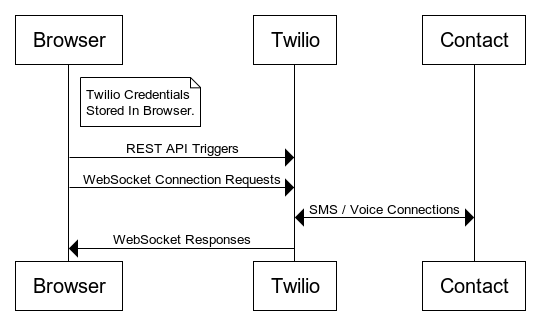 Browser
Twilio
Contact
Twilio Credentials
Stored In Browser.
REST API Triggers
WebSocket Connection Requests
SMS / Voice Connections
WebSocket Responses
Browser
Twilio
Contact